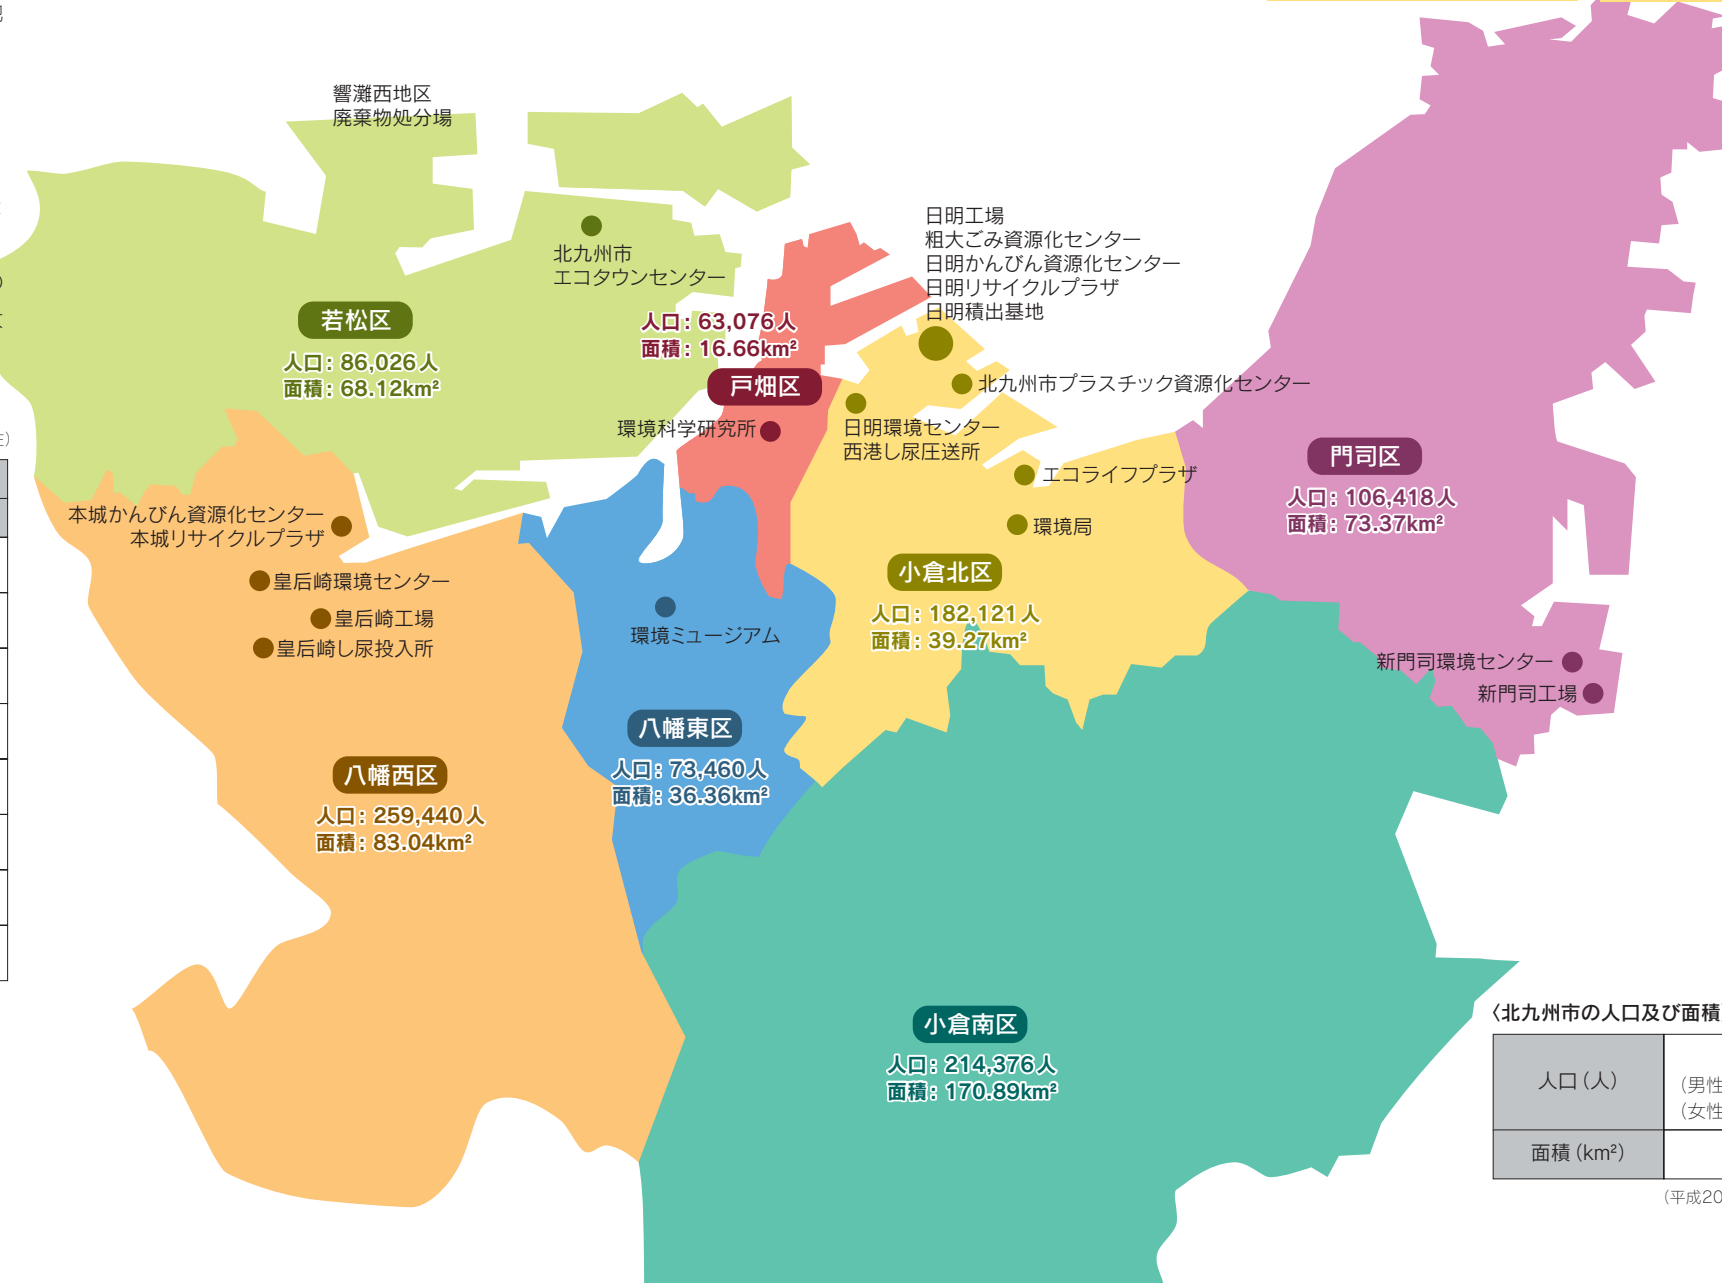 響灘西地区
廃棄物処分場
北九州市
エコタウンセンター
若松区
人口：86,026人
面積：68.12km²
人口：63,076人
面積：16.66km²
戸畑区
環境科学研究所
日明工場
粗大ごみ資源化センター
日明かんびん資源化センター
日明リサイクルプラザ
日明積出基地
北九州市プラスチック資源化センター
日明環境センター
西港し尿圧送所
エコライフプラザ
環境局
小倉北区
人口：182,121人
面積：39.27km²
門司区
人口：106,418人
面積：73.37km²
新門司環境センター
新門司工場
本城かんびん資源化センター
本城リサイクルプラザ
皇后崎環境センター
皇后崎工場
皇后崎し尿投入所
環境ミュージアム
八幡東区
人口：73,460人
面積：36.36km²
八幡西区
人口：259,440人
面積：83.04km²
小倉南区
人口：214,376人
面積：170.89km²
〈北九州市の人口及び面積
人口（人）
（男性
（女性
面積（km²）
（平成20